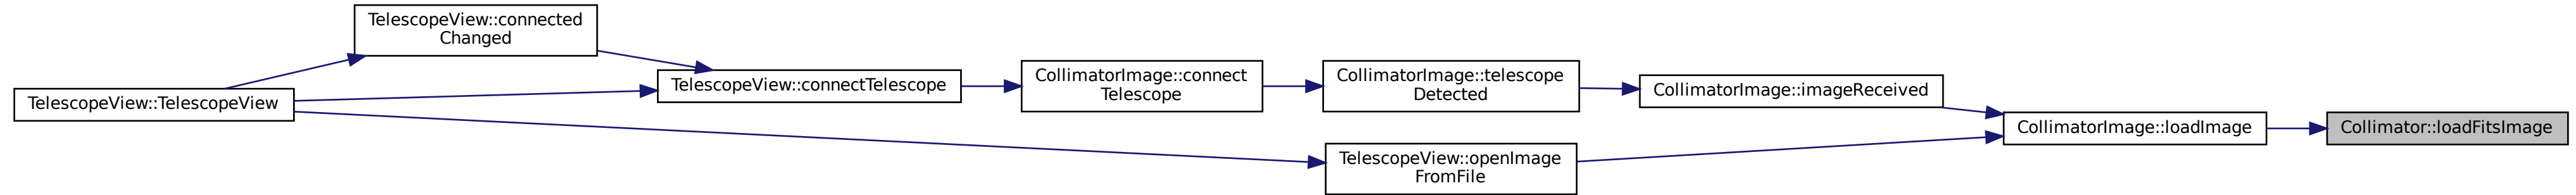 TelescopeView::connected
Changed
TelescopeView::TelescopeView
TelescopeView::connectTelescope
CollimatorImage::connect
Telescope
CollimatorImage::telescope
Detected
CollimatorImage::imageReceived
TelescopeView::openImage
FromFile
CollimatorImage::loadImage
Collimator::loadFitsImage